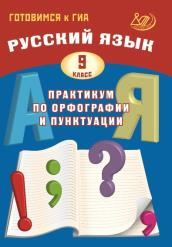 ГОТОВИМСЯ К ГИА
РУССКИЙ ЯЗЫК
9
КЛАСС
А Я
ПРАКТИКУМ
ПО ОРФОГРАФИИ
И ПУНКТУАЦИИ
! ; ? ,